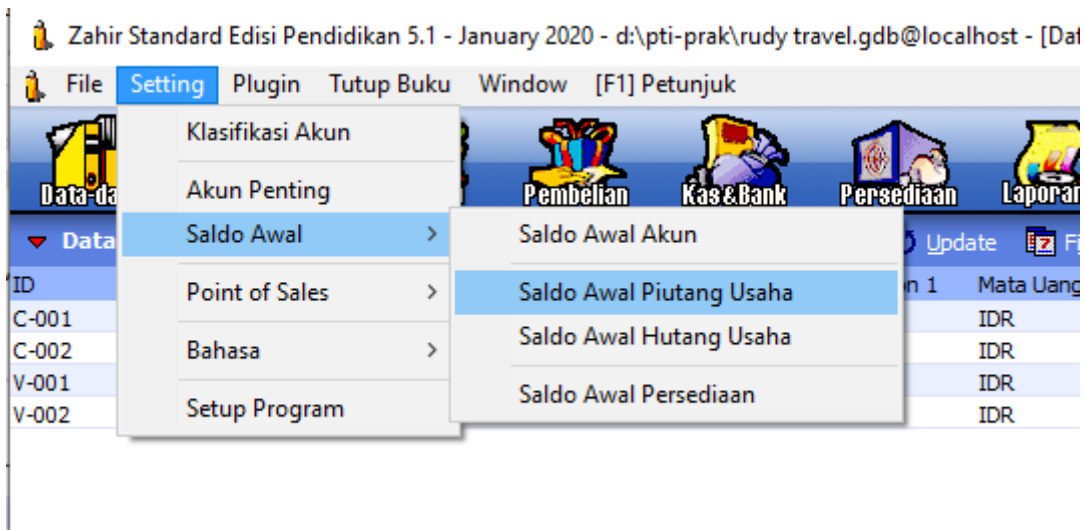 Zahir Standard Edisi Pendidikan 5.1 - January 2020 - d:\pti-prak\rudy travel.gdb@localhost - [Daf
File Setting Plugin Tutup Buku Window [F1] Petunjuk
Pembelian Kas&Bank Persediaan
Klasifikasi Akun
Akun Penting
Saldo Awal >
Point of Sales >
Bahasa >
Setup Program
Saldo Awal Akun
Saldo Awal Piutang Usaha
Saldo Awal Hutang Usaha
Saldo Awal Persediaan
Data Update
ID Mata Uang
C-001 IDR
C-002 IDR
V-001 IDR
V-002 IDR